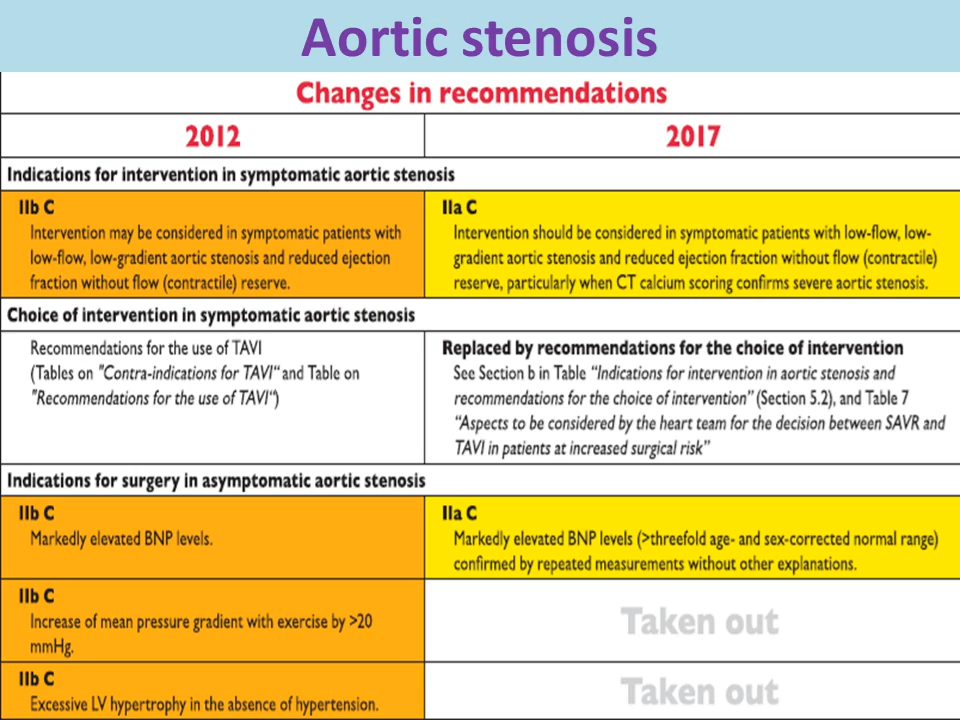 Aortic stenosis
Changes in recommendations
2012
2017
Indications for intervention in symptomatic aortic stenosis
IIb C
Intervention may be considered in symptomatic patients with
low-flow, low-gradient aortic stenosis and reduced ejection
fraction without flow (contractile) reserve.
IIa C
Intervention should be considered in symptomatic patients with low-flow, low-
gradient aortic stenosis and reduced ejection fraction without flow (contractile)
reserve, particularly when CT calcium scoring confirms severe aortic stenosis.
Choice of intervention in symptomatic aortic stenosis
Recommendations for the use of TAVI
(Tables on "Contra-indications for TAVI“ and Table on
"Recommendations for the use of TAVI“)
Replaced by recommendations for the choice of intervention
See Section b in Table “Indications for intervention in aortic stenosis and
recommendations for the choice of intervention” (Section 5.2), and Table 7
“Aspects to be considered by the heart team for the decision between SAVR and
TAVI in patients at increased surgical risk”
Indications for surgery in asymptomatic aortic stenosis
IIb C
Markedly elevated BNP levels.
IIa C
Markedly elevated BNP levels (>threefold age- and sex-corrected normal range)
confirmed by repeated measurements without other explanations.
IIb C
Increase of mean pressure gradient with exercise by >20
mmHg.
Taken out
IIb C
Excessive LV hypertrophy in the absence of hypertension.
Taken out